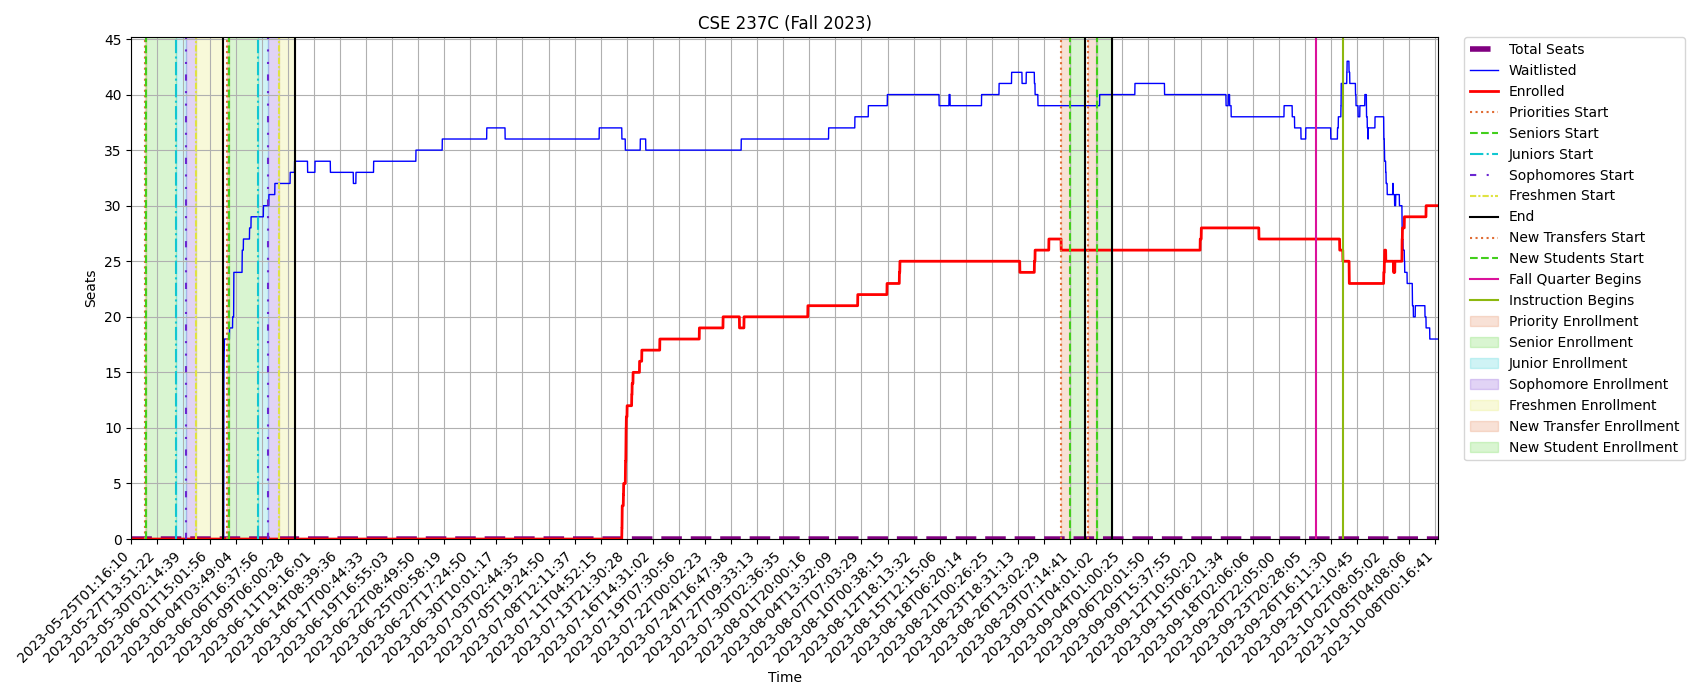 CSE 237C (Fall 2023)
45
40
35
30
25
20
15
10
5
0
Seats
2023-05-25T01:16:10
2023-05-27T13:51:22
2023-05-30T02:14:39
2023-06-01T15:01:56
2023-06-04T03:49:04
2023-06-06T16:37:56
2023-06-09T06:00:28
2023-06-11T19:16:01
2023-06-14T08:39:36
2023-06-17T00:44:33
2023-06-19T16:55:03
2023-06-22T08:49:50
2023-06-25T00:58:19
2023-06-27T17:24:50
2023-06-30T10:01:17
2023-07-03T02:44:35
2023-07-05T19:24:50
2023-07-08T12:11:37
2023-07-11T04:52:15
2023-07-13T21:30:28
2023-07-16T14:31:02
2023-07-19T07:30:56
2023-07-22T00:02:23
2023-07-24T16:47:38
2023-07-27T09:33:13
2023-07-30T02:36:35
2023-08-01T20:00:16
2023-08-04T13:32:09
2023-08-07T07:03:29
2023-08-10T00:38:15
2023-08-12T18:13:32
2023-08-15T12:15:06
2023-08-18T06:20:14
2023-08-21T00:26:25
2023-08-23T18:31:13
2023-08-26T13:02:29
2023-08-29T07:14:41
2023-09-01T04:01:02
2023-09-04T01:00:25
2023-09-06T20:01:50
2023-09-09T15:37:55
2023-09-12T10:50:20
2023-09-15T06:21:34
2023-09-18T02:06:06
2023-09-20T22:05:00
2023-09-23T20:28:05
2023-09-26T16:11:30
2023-09-29T12:10:45
2023-10-02T08:05:02
2023-10-05T04:08:06
2023-10-08T00:16:41
Time
Total Seats
Waitlisted
Enrolled
Priorities Start
Seniors Start
Juniors Start
Sophomores Start
Freshmen Start
End
New Transfers Start
New Students Start
Fall Quarter Begins
Instruction Begins
Priority Enrollment
Senior Enrollment
Junior Enrollment
Sophomore Enrollment
Freshmen Enrollment
New Transfer Enrollment
New Student Enrollment